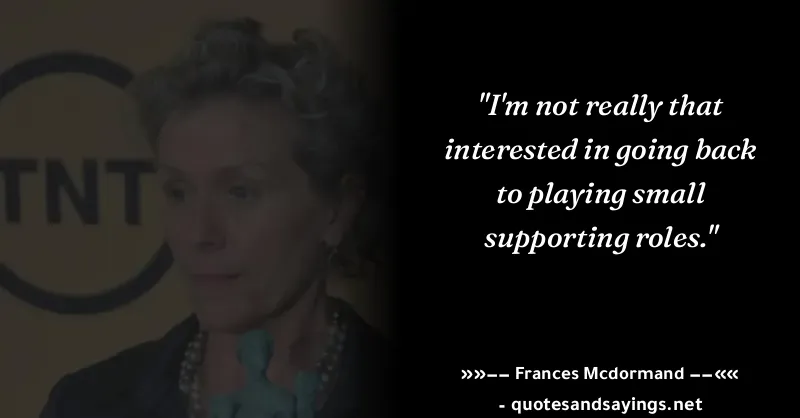 TNT
"I'm not really that
interested in going back
to playing small
supporting roles."
»»−− Frances Mcdormand −−««
- quotesandsayings.net